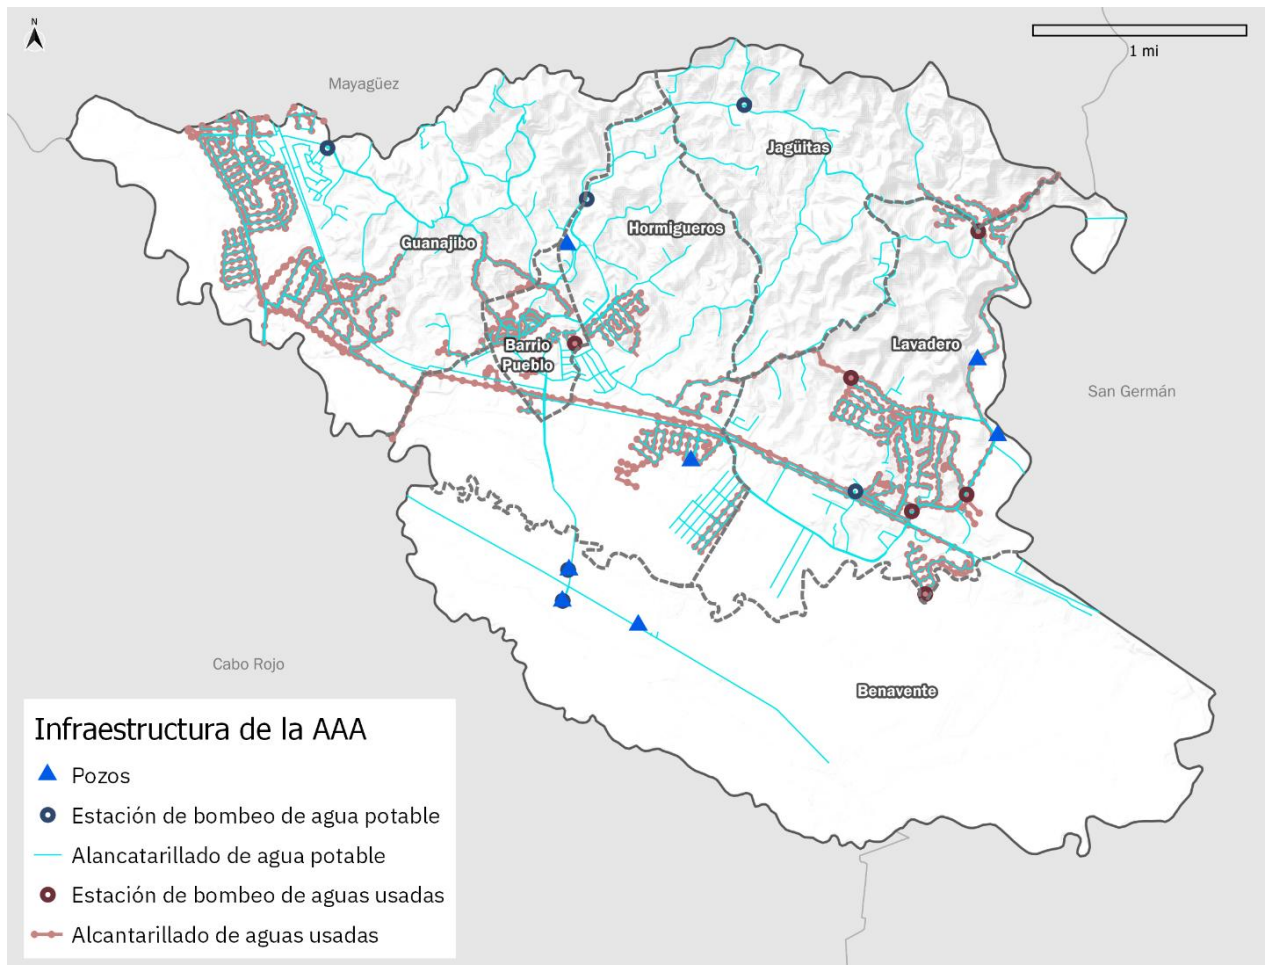 N
1 mi
Mayagüez
Jagüitas
Hormigueros
Guanajibo
Barrio
Pueblo
Lavadero
San Germán
Cabo Rojo
Benavente
Infraestructura de la AAA
Pozos
Estación de bombeo de agua potable
Alancatarillado de agua potable
Estación de bombeo de aguas usadas
Alcantarillado de aguas usadas